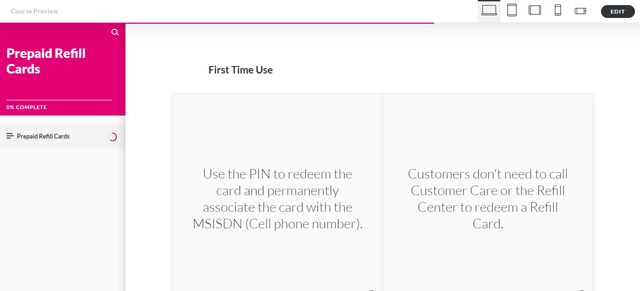 Course Preview
EDIT
Prepaid Refill
Cards
0% COMPLETE
Prepaid Refill Cards
First Time Use
Use the PIN to redeem the
card and permanently
associate the card with the
MSISDN (Cell phone number).
Customers don't need to call
Customer Care or the Refill
Center to redeem a Refill
Card.